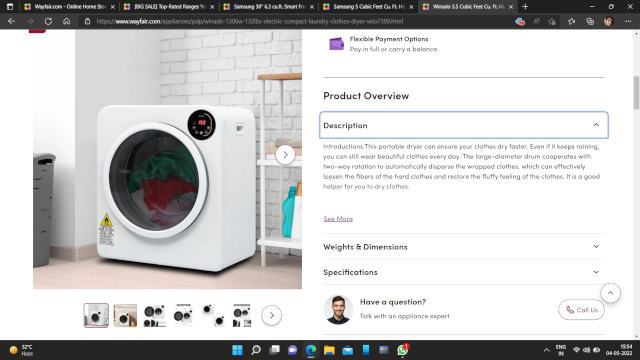 Wayfair.com - Online Home Store
[BIG SALE] Top-Rated Ranges Yo
Samsung 30" 6.3 cu.ft. Smart Free
Samsung 5 Cubic Feet Cu. Ft. Hi
Winado 3.5 Cubic Feet Cu. Ft. Hi
https://www.wayfair.com/appliances/pdp/winado-1300w-132lbs-electric-compact-laundry-clothes-dryer-wiio7399.html
Flexible Payment Options
Pay in full or carry a balance.
Product Overview
Description
Introductions:This portable dryer can ensure your clothes dry faster. Even if it keeps raining,
you can still wear beautiful clothes every day. The large-diameter drum cooperates with
two-way rotation to automatically disperse the wrapped clothes, which can effectively
loosen the fibers of the hard clothes and restore the fluffy feeling of the clothes. It is a good
helper for you to dry clothes.
See More
Weights & Dimensions
Specifications
Have a question?
Talk with an appliance expert.
Call Us
150
32°C
Haze
ENG
IN
15:54
04-05-2022